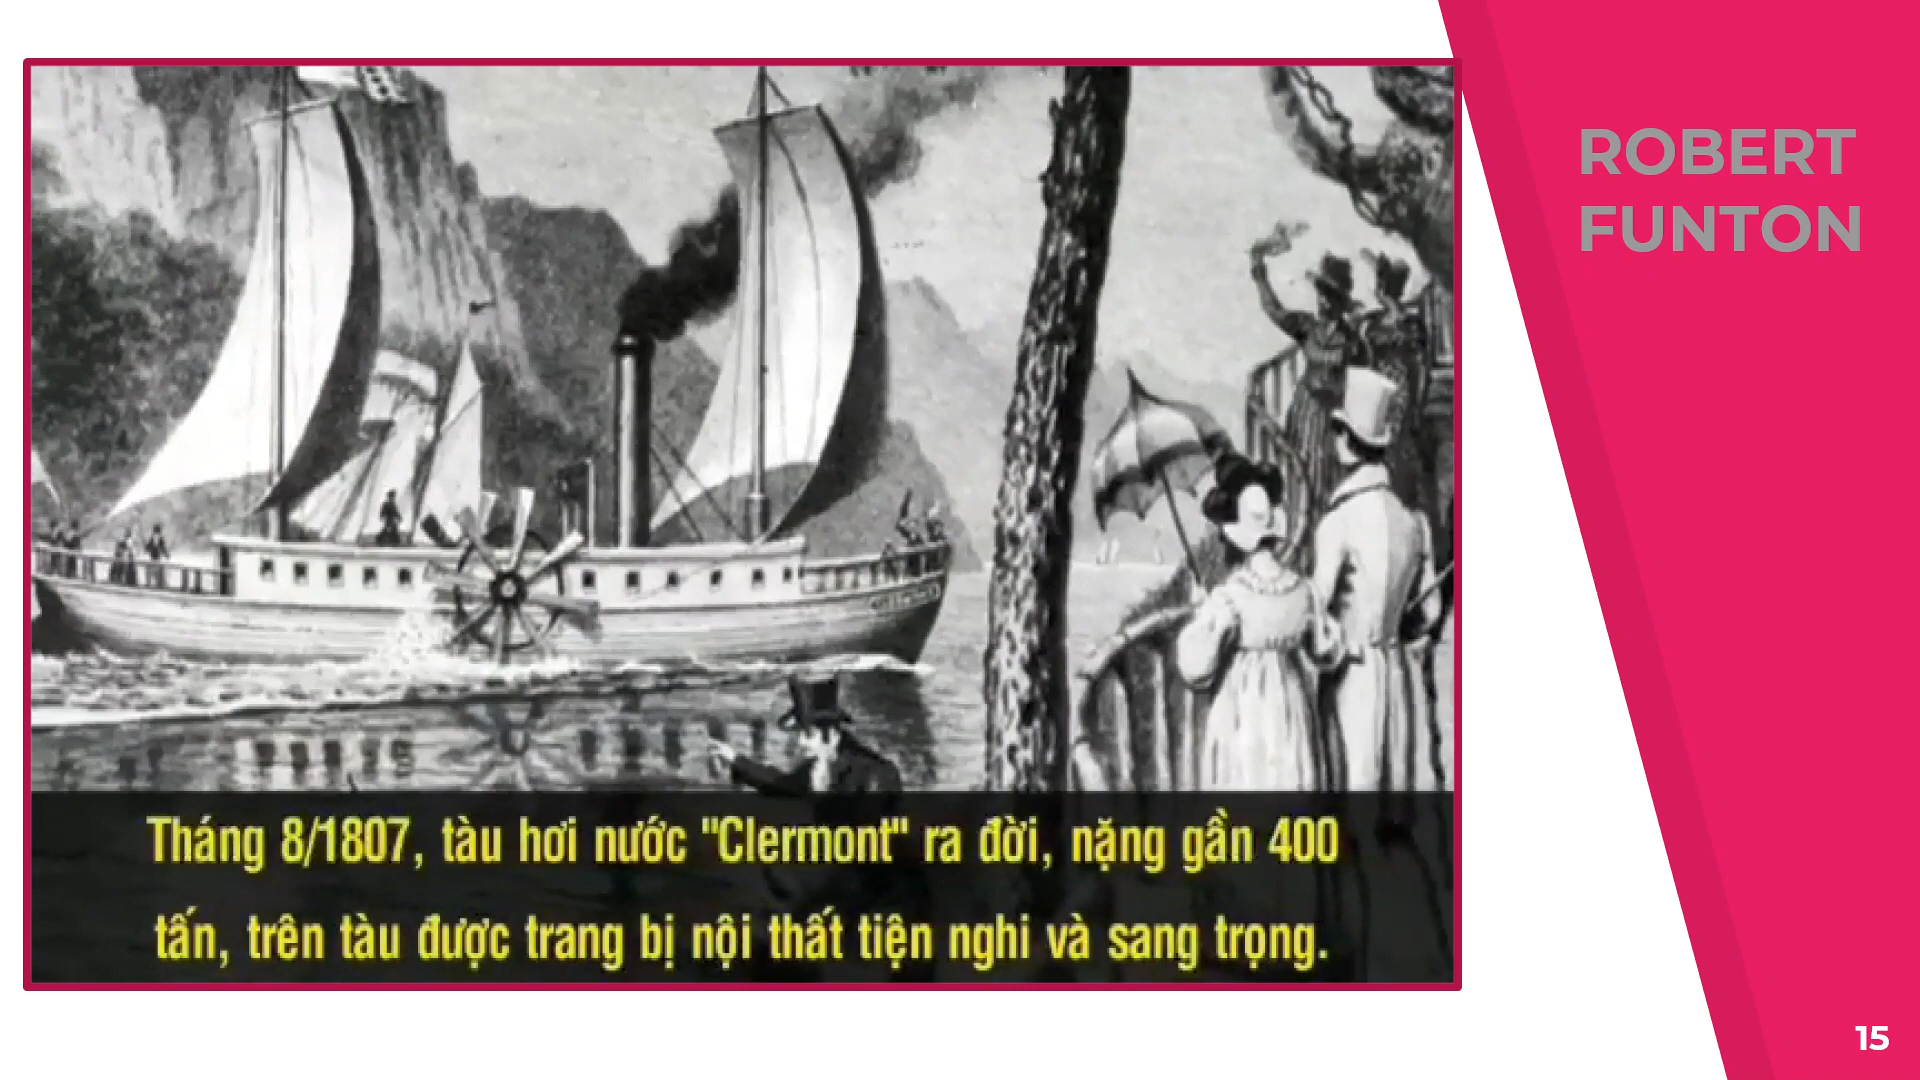 ROBERT
FUNTON
Tháng 8/1807, tàu hơi nước "Clermont" ra đời, nặng gần 400
tấn, trên tàu được trang bị nội thất tiện nghi và sang trọng.
15